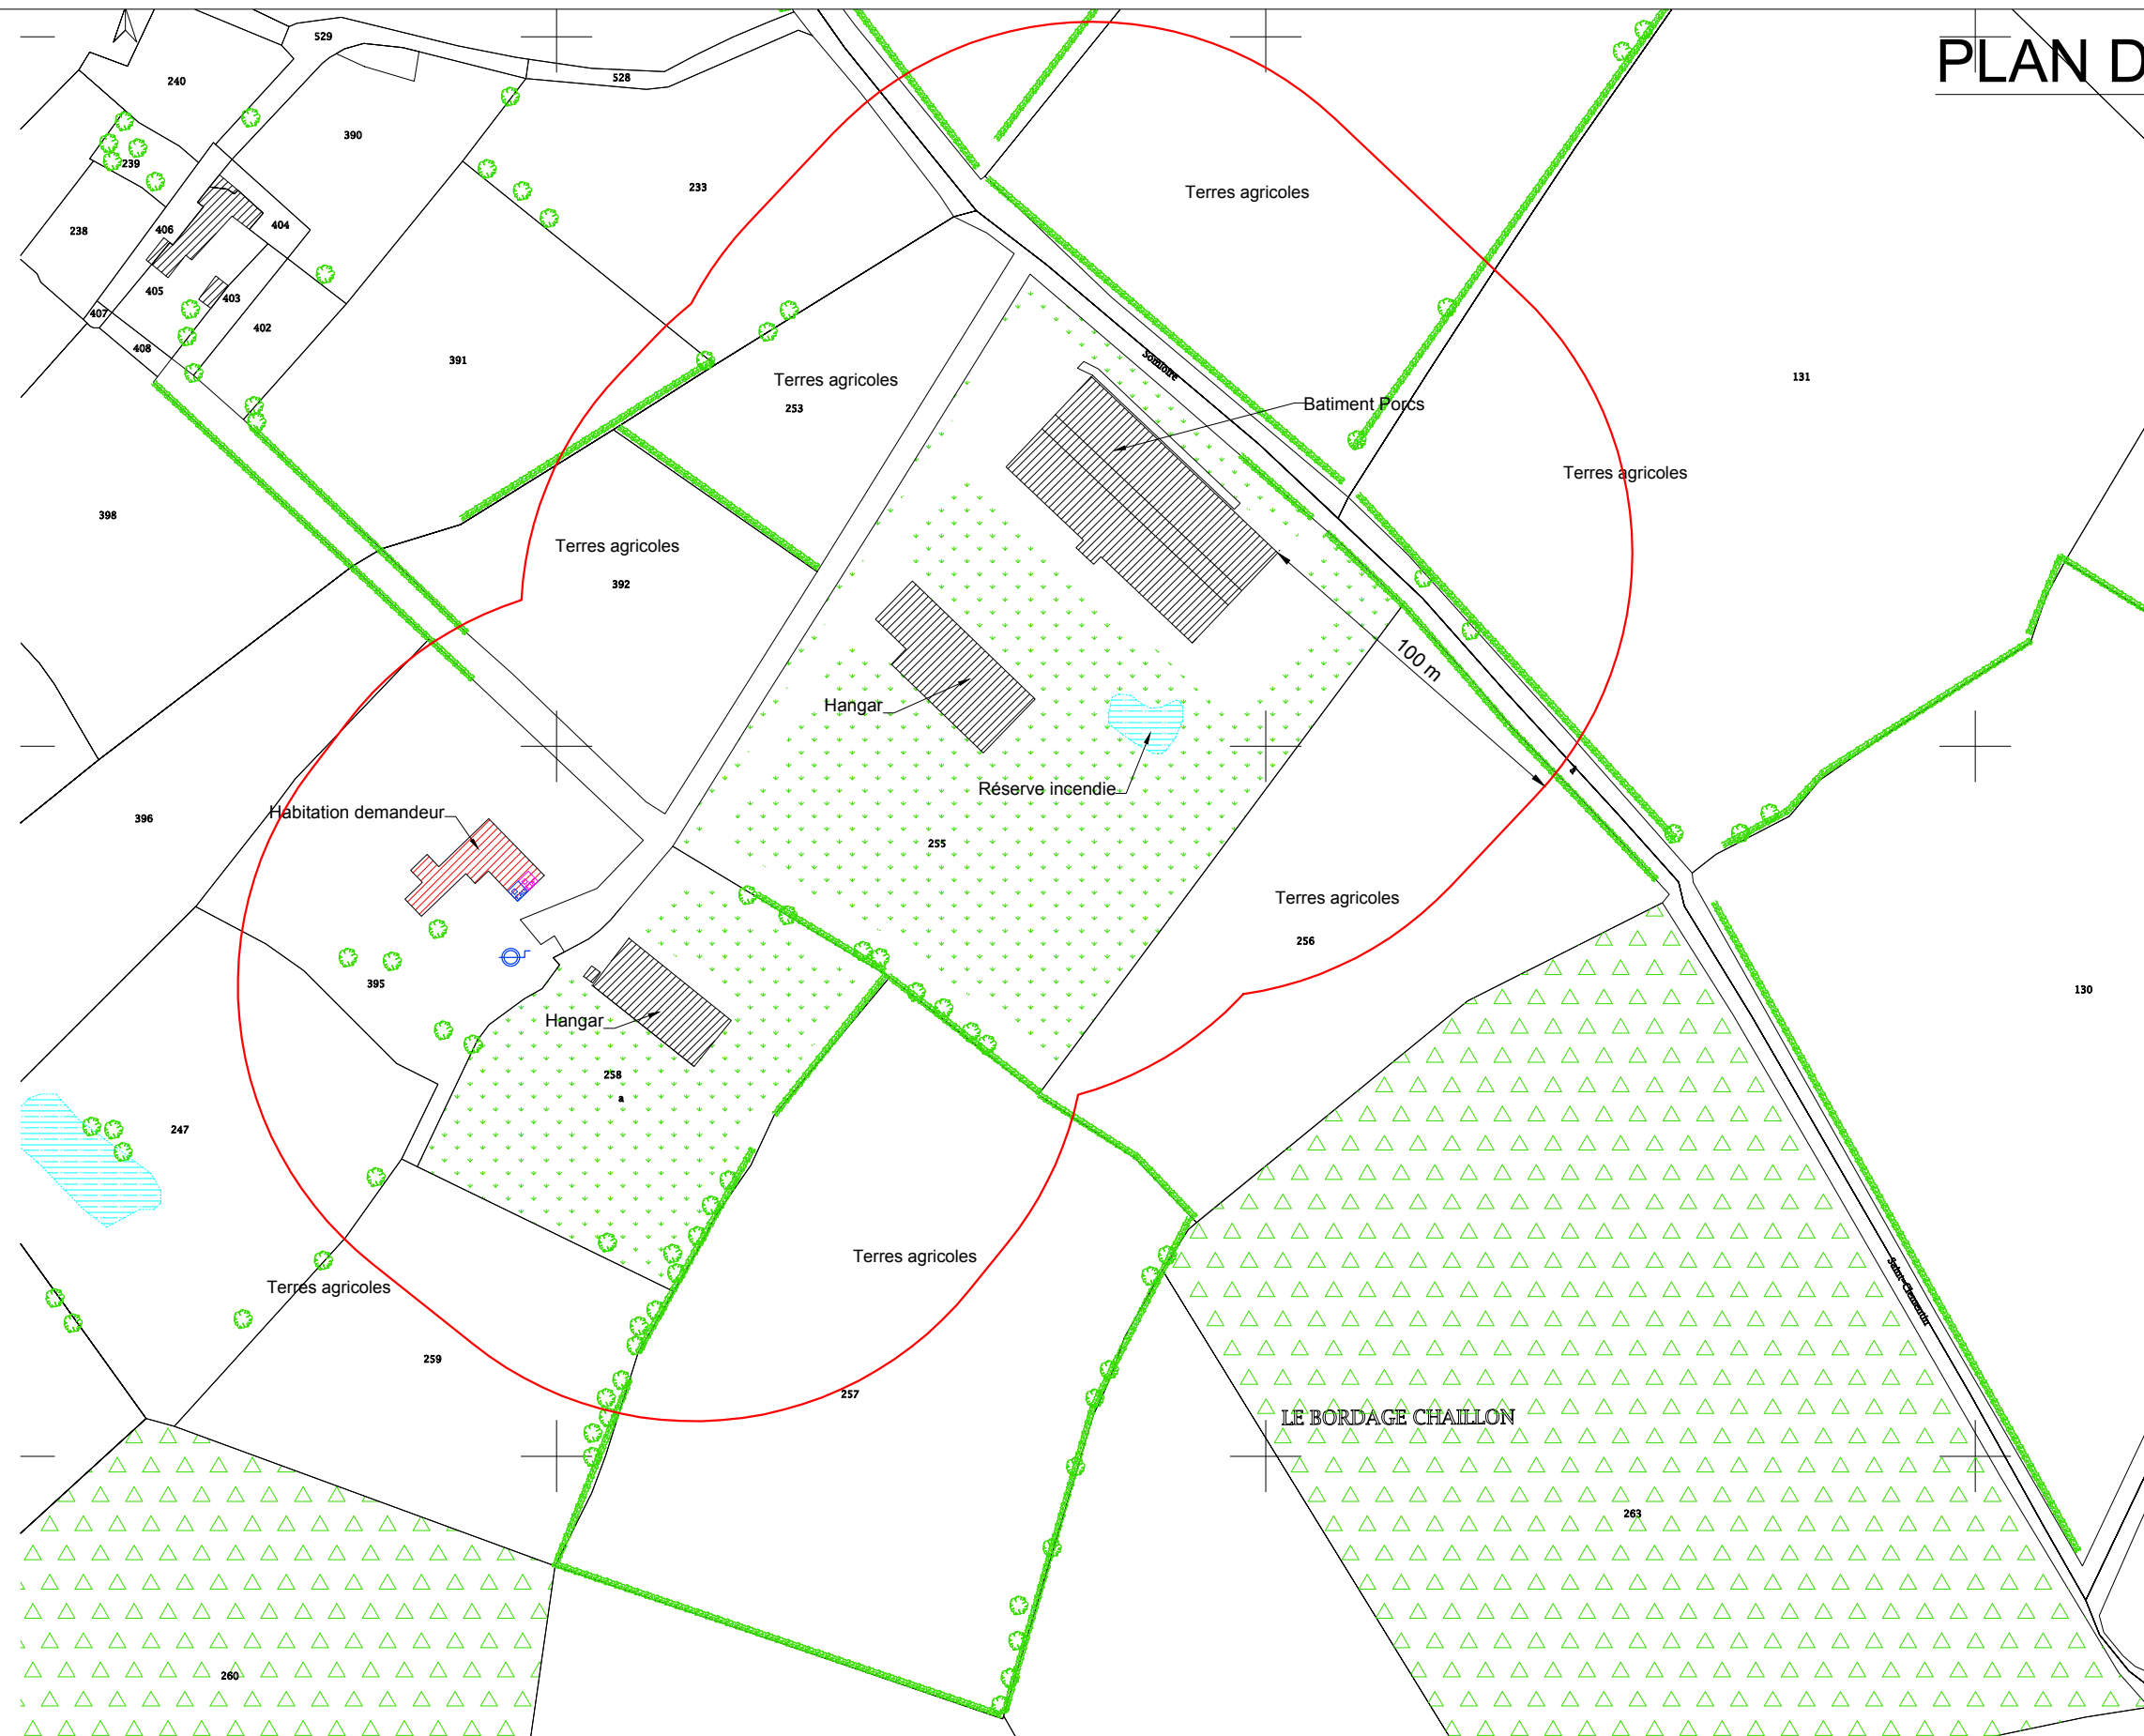 529
PLAN D
528
240
390
239
233
Terres agricoles
404
406
238
405
403
407
402
408
391
Somloire
131
Terres agricoles
253
Batiment Porcs
Terres agricoles
398
Terres agricoles
392
100 m
Hangar
Réserve incendie
Habitation demandeur
396
255
Terres agricoles
256
395
130
Hangar
258
a
247
Terres agricoles
Saint-Clementin
Terres agricoles
259
257
LE BORDAGE CHAILLON
263
260